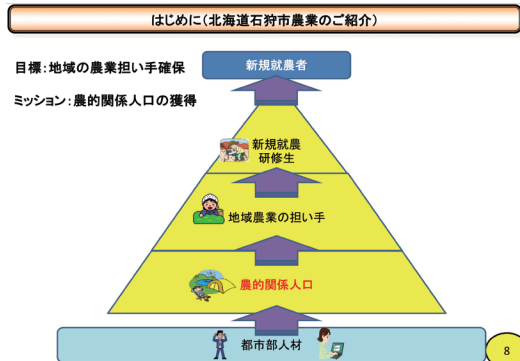 はじめに(北海道石狩市農業のご紹介)
目標:地域の農業担い手確保
新規就農者
ミッション:農的関係人口の獲得
新規就農
研修生
地域農業の担い手
農的関係人口
都市部人材
8